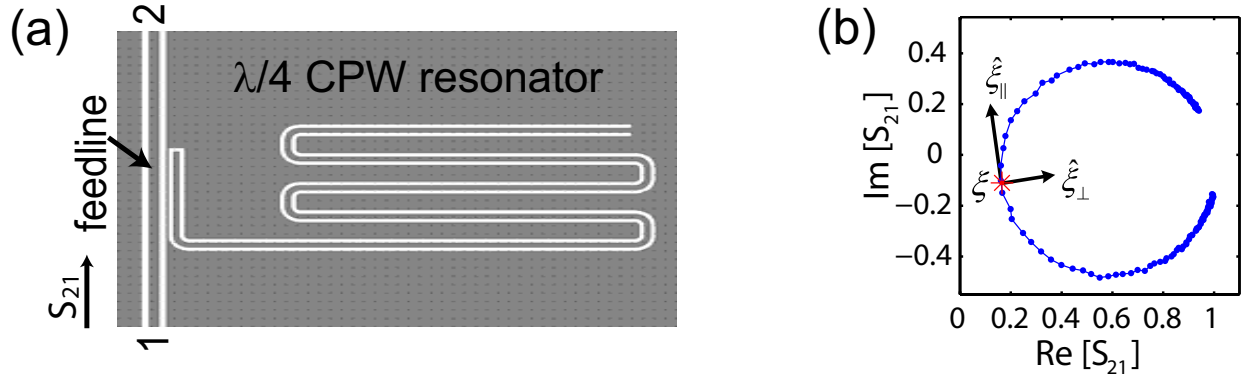 (a)
2
λ/4 CPW resonator
feedline
S₂₁
1
(b)
Im [S₂₁]
0.4
0.2
0
−0.2
−0.4
ξ̂∥
ξ
ξ̂⊥
0 0.2 0.4 0.6 0.8 1
Re [S₂₁]